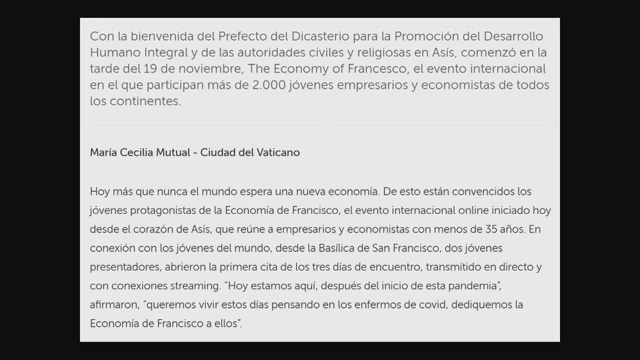 Con la bienvenida del Prefecto del Dicasterio para la Promoción del Desarrollo
Humano Integral y de las autoridades civiles y religiosas en Asís, comenzó en la
tarde del 19 de noviembre, The Economy of Francesco, el evento internacional
en el que participan más de 2.000 jóvenes empresarios y economistas de todos
los continentes.
María Cecilia Mutual - Ciudad del Vaticano
Hoy más que nunca el mundo espera una nueva economía. De esto están convencidos los
jóvenes protagonistas de la Economía de Francisco, el evento internacional online iniciado hoy
desde el corazón de Asís, que reúne a empresarios y economistas con menos de 35 años. En
conexión con los jóvenes del mundo, desde la Basílica de San Francisco, dos jóvenes
presentadores, abrieron la primera cita de los tres días de encuentro, transmitido en directo y
con conexiones streaming. “Hoy estamos aquí, después del inicio de esta pandemia”,
afirmaron, “queremos vivir estos días pensando en los enfermos de covid, dediquemos la
Economía de Francisco a ellos”.